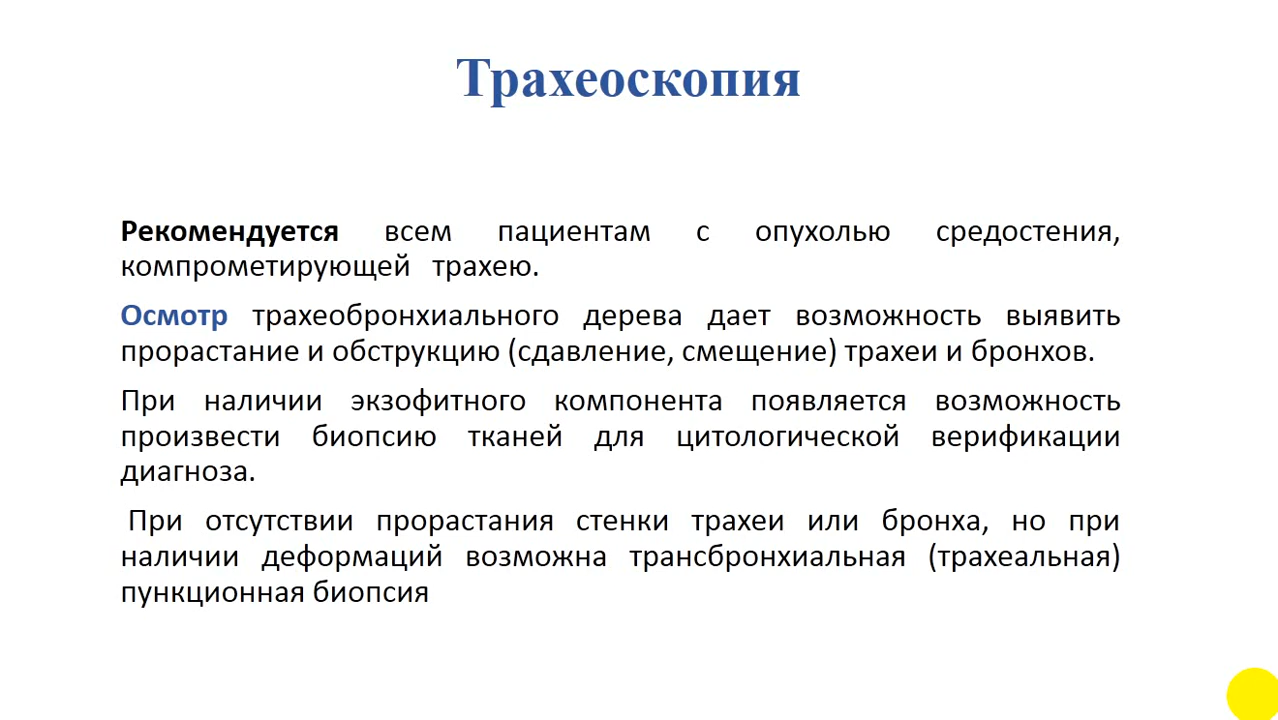 Трахеоскопия
Рекомендуется всем пациентам с опухолью средостения,
компрометирующей трахею.
Осмотр трахеобронхиального дерева дает возможность выявить
прорастание и обструкцию (сдавление, смещение) трахеи и бронхов.
При наличии экзофитного компонента появляется возможность
произвести биопсию тканей для цитологической верификации
диагноза.
При отсутствии прорастания стенки трахеи или бронха, но при
наличии деформаций возможна трансбронхиальная (трахеальная)
пункционная биопсия